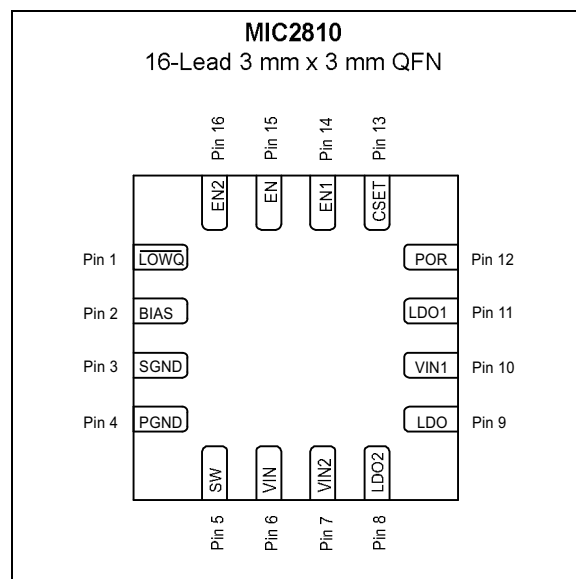 MIC2810
16-Lead 3 mm x 3 mm QFN
Pin 16
Pin 15
Pin 14
Pin 13
EN2
EN
EN1
CSET
Pin 1 LOWQ
POR Pin 12
Pin 2 BIAS
LDO1 Pin 11
Pin 3 SGND
VIN1 Pin 10
Pin 4 PGND
LDO Pin 9
SW
VIN
VIN2
LDO2
Pin 5
Pin 6
Pin 7
Pin 8